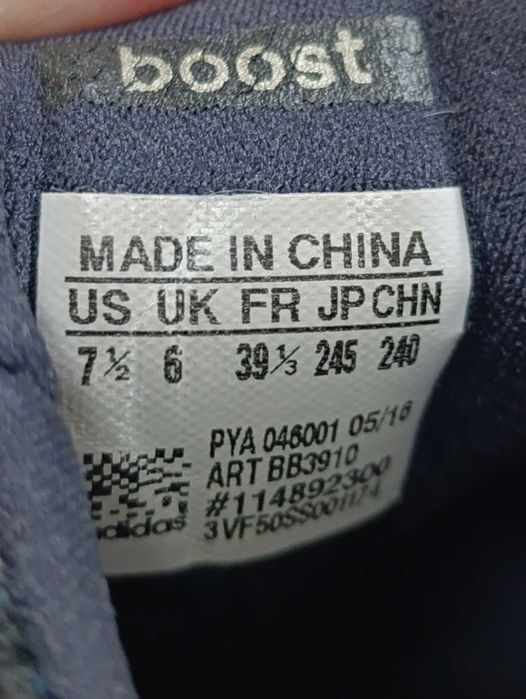 boost
MADE IN CHINA
US UK FR JP CHN
7½ 6 39⅓ 245 240
PYA 046001 05/16
ART BB3910
#114892300
adidas 3VF50SS001174